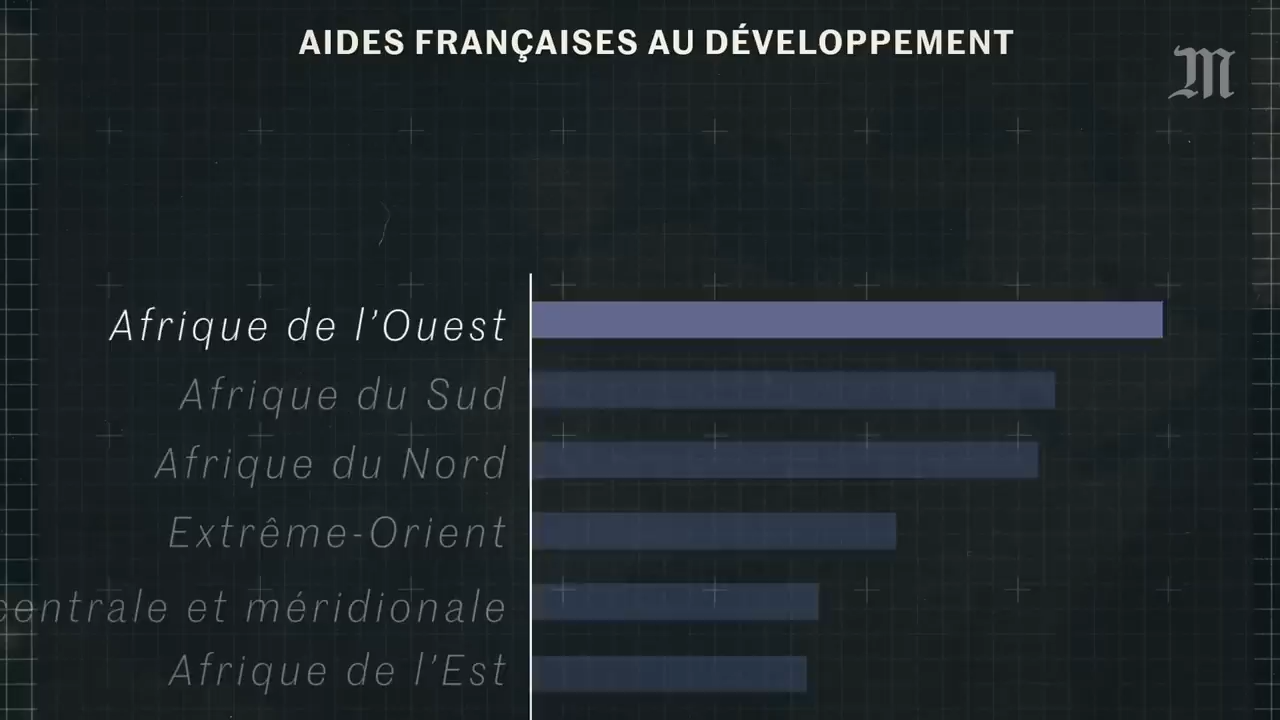 AIDES FRANÇAISES AU DÉVELOPPEMENT
M
Afrique de l’Ouest
Afrique du Sud
Afrique du Nord
Extrême-Orient
centrale et méridionale
Afrique de l’Est